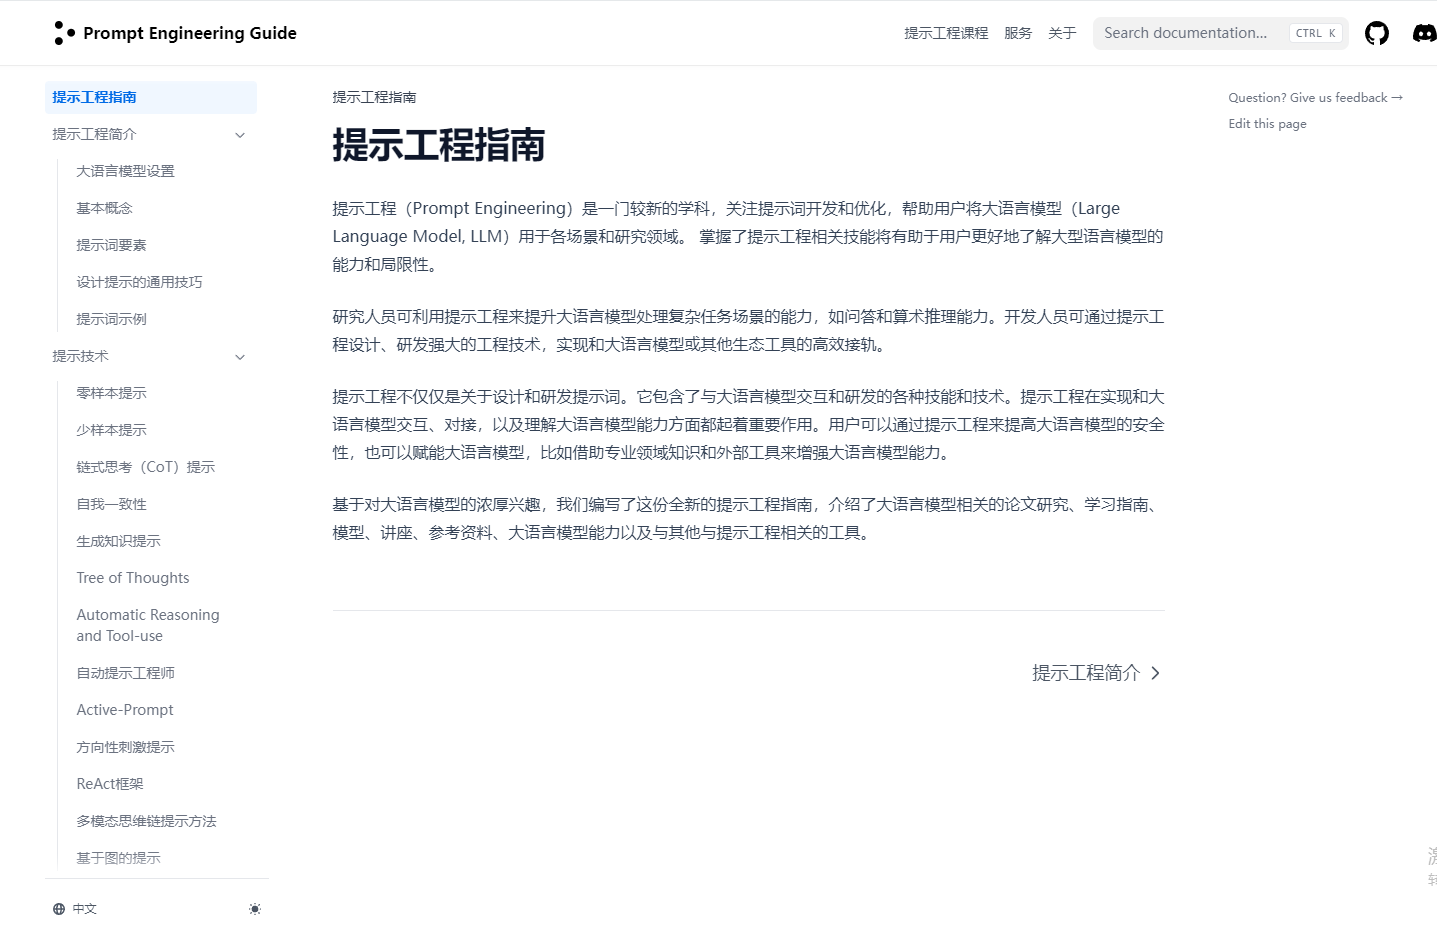 Prompt Engineering Guide
提示工程课程 服务 关于 Search documentation... CTRL K
提示工程指南
提示工程简介
大语言模型设置
基本概念
提示词要素
设计提示的通用技巧
提示词示例
提示技术
零样本提示
少样本提示
链式思考（CoT）提示
自我一致性
生成知识提示
Tree of Thoughts
Automatic Reasoning
and Tool-use
自动提示工程师
Active-Prompt
方向性刺激提示
ReAct框架
多模态思维链提示方法
基于图的提示
中文
提示工程指南
提示工程指南
提示工程（Prompt Engineering）是一门较新的学科，关注提示词开发和优化，帮助用户将大语言模型（Large
Language Model, LLM）用于各场景和研究领域。 掌握了提示工程相关技能将有助于用户更好地了解大型语言模型的
能力和局限性。
研究人员可利用提示工程来提升大语言模型处理复杂任务场景的能力，如问答和算术推理能力。开发人员可通过提示工
程设计、研发强大的工程技术，实现和大语言模型或其他生态工具的高效接轨。
提示工程不仅仅是关于设计和研发提示词。它包含了与大语言模型交互和研发的各种技能和技术。提示工程在实现和大
语言模型交互、对接，以及理解大语言模型能力方面都起着重要作用。用户可以通过提示工程来提高大语言模型的安全
性，也可以赋能大语言模型，比如借助专业领域知识和外部工具来增强大语言模型能力。
基于对大语言模型的浓厚兴趣，我们编写了这份全新的提示工程指南，介绍了大语言模型相关的论文研究、学习指南、
模型、讲座、参考资料、大语言模型能力以及与其他与提示工程相关的工具。
提示工程简介
Question? Give us feedback →
Edit this page